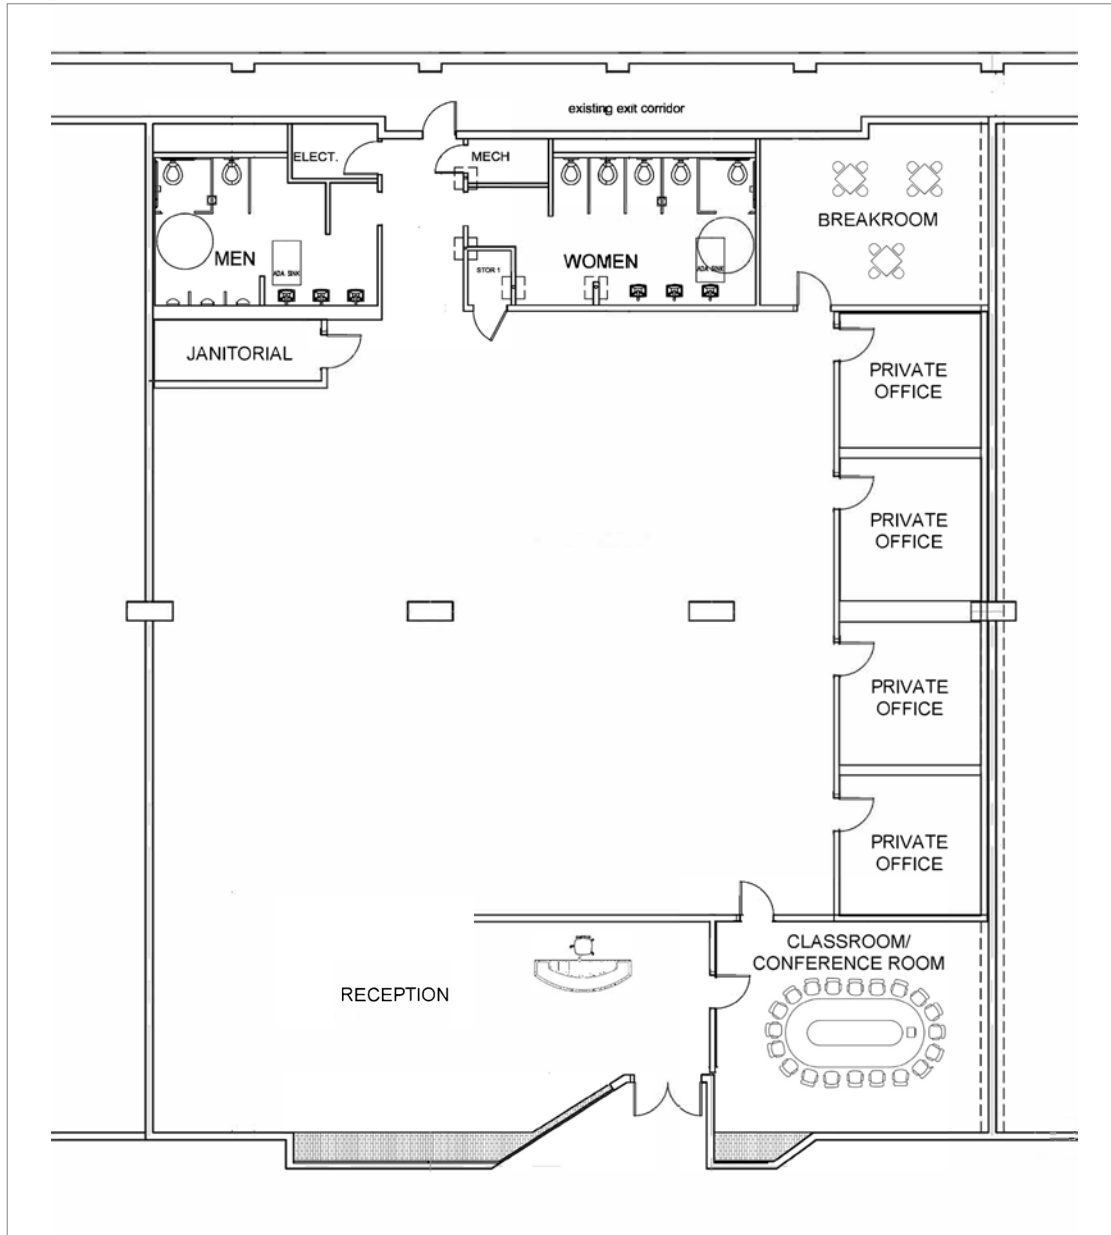 existing exit corridor
ELECT.
MECH
BREAKROOM
MEN
WOMEN
ADA SINK
ADA SINK
STOR 1
JANITORIAL
PRIVATE
OFFICE
PRIVATE
OFFICE
PRIVATE
OFFICE
PRIVATE
OFFICE
CLASSROOM/
CONFERENCE ROOM
RECEPTION